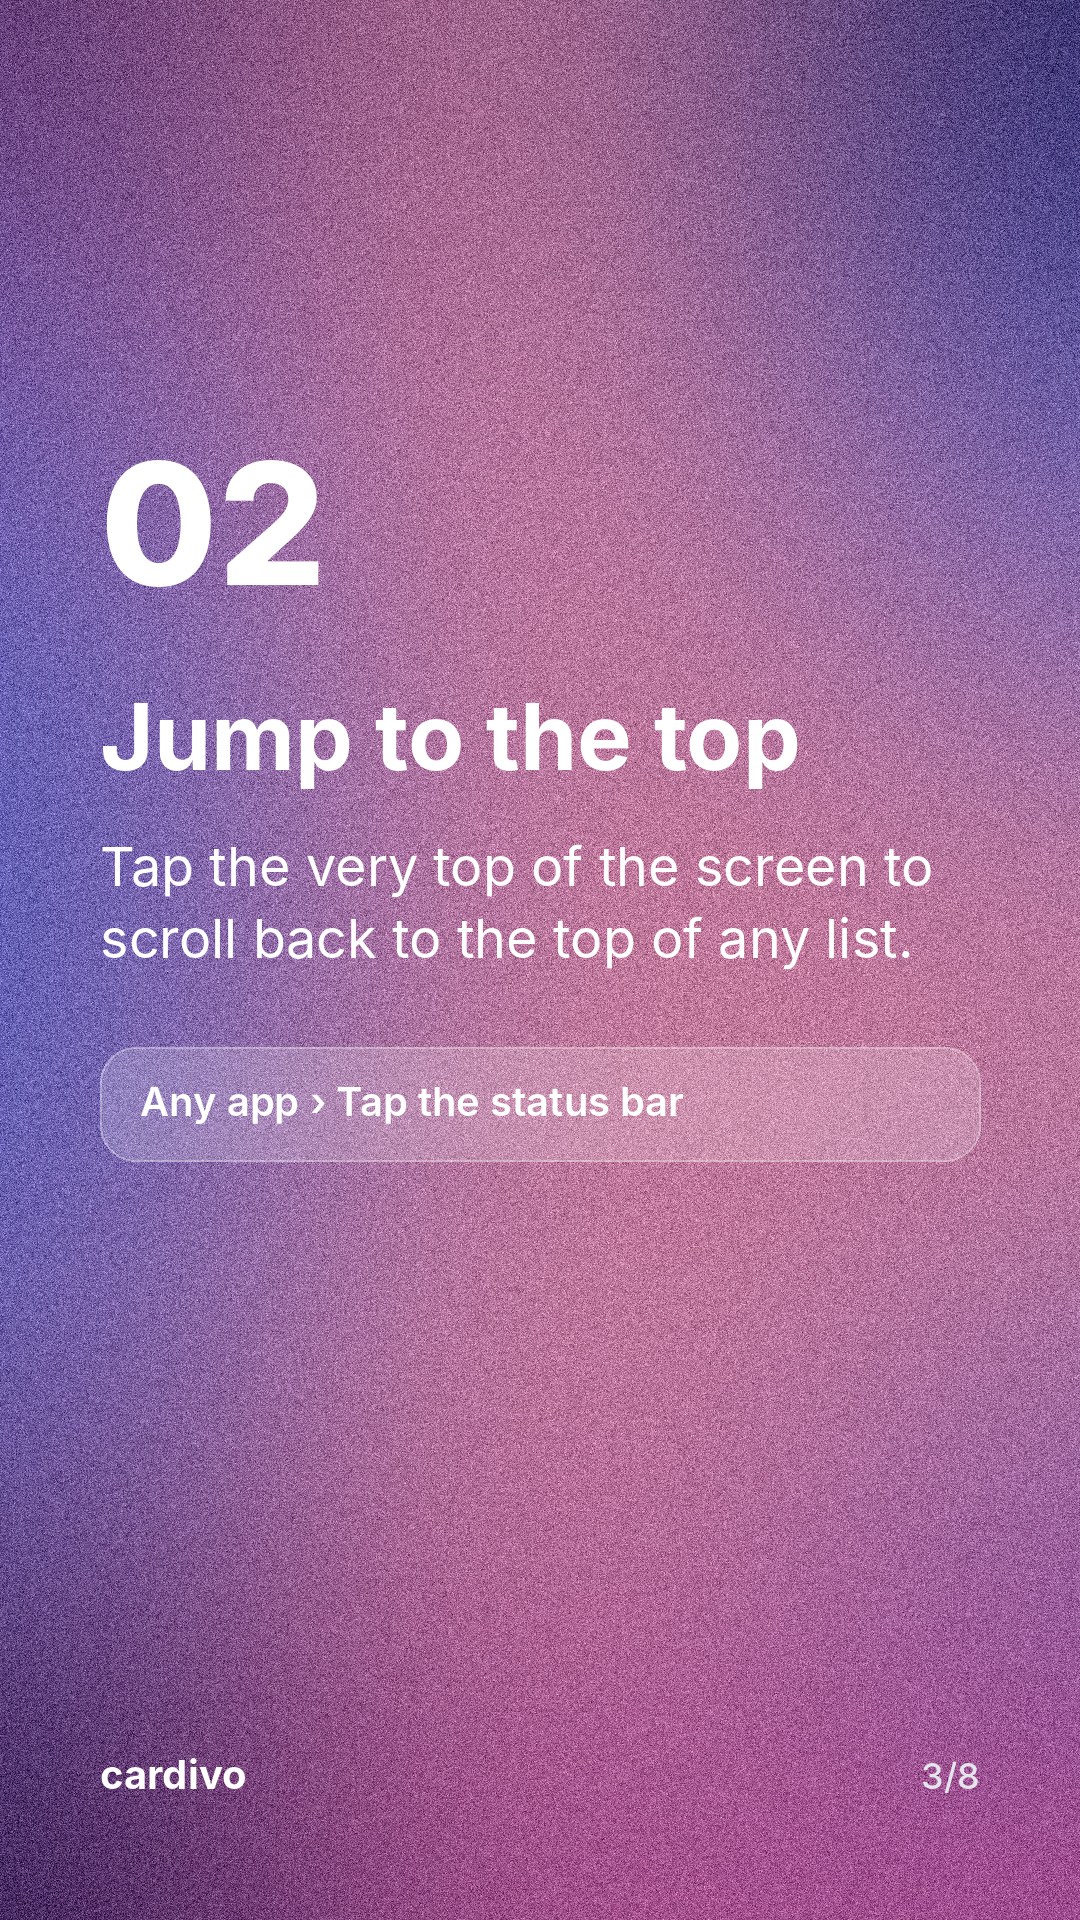 02
Jump to the top
Tap the very top of the screen to
scroll back to the top of any list.
Any app › Tap the status bar
cardivo
3/8